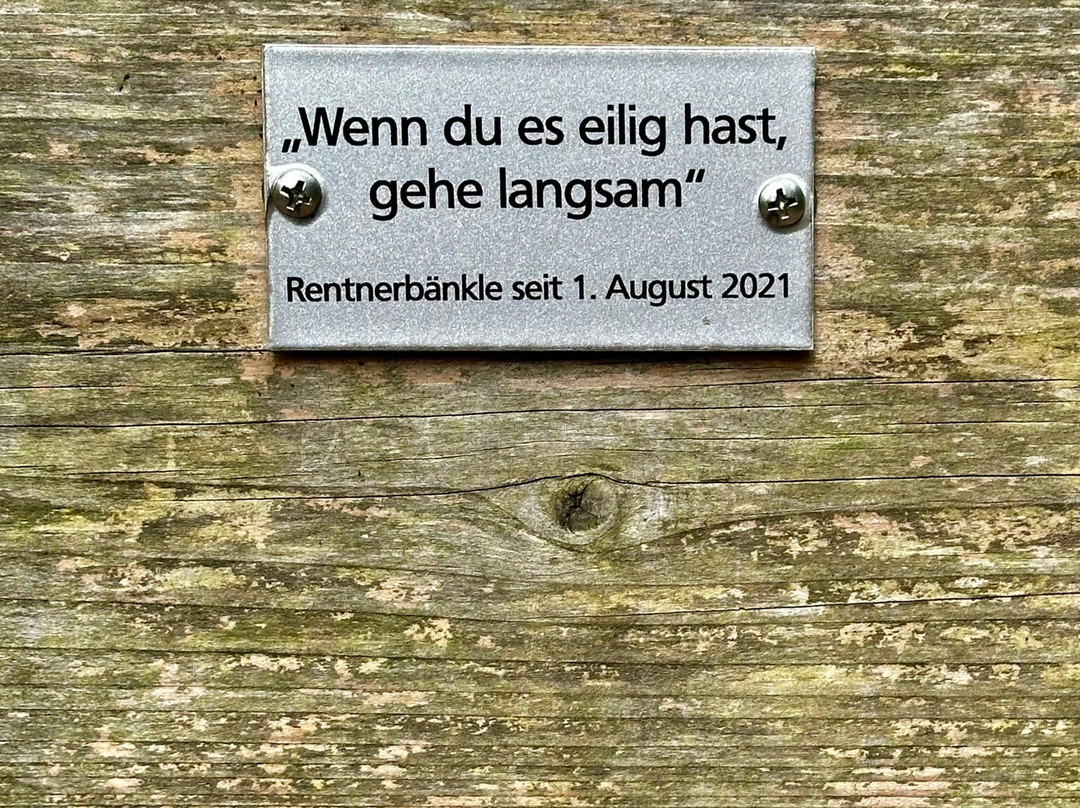 „Wenn du es eilig hast,
gehe langsam“
Rentnerbänkle seit 1. August 2021